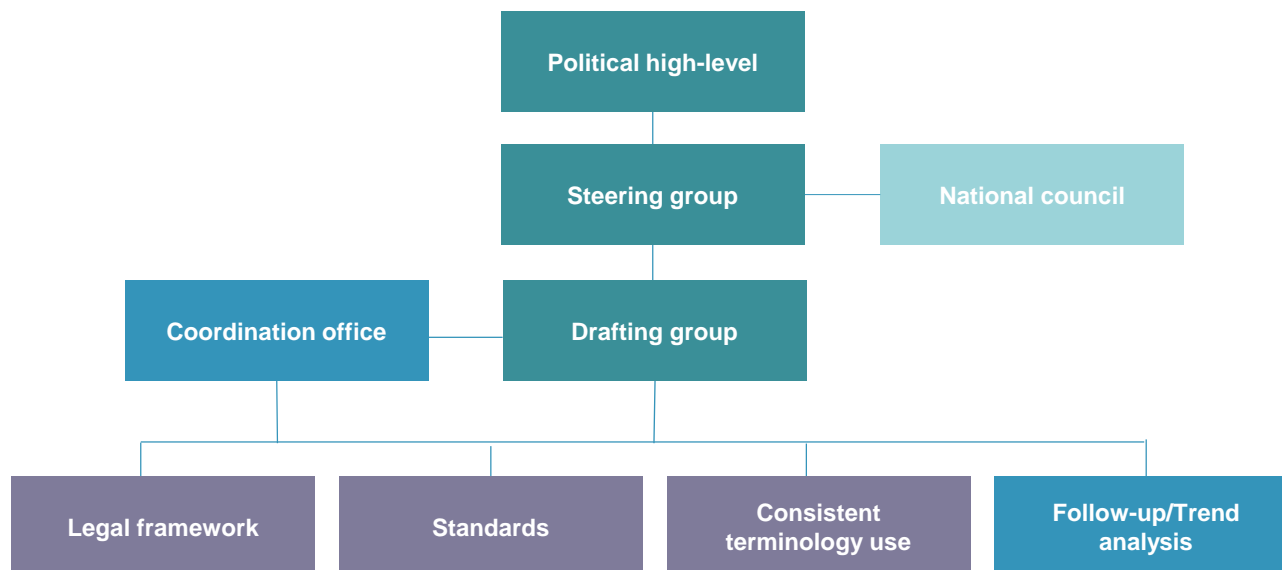 Political high-level
Steering group
National council
Coordination office
Drafting group
Legal framework
Standards
Consistent
terminology use
Follow-up/Trend
analysis